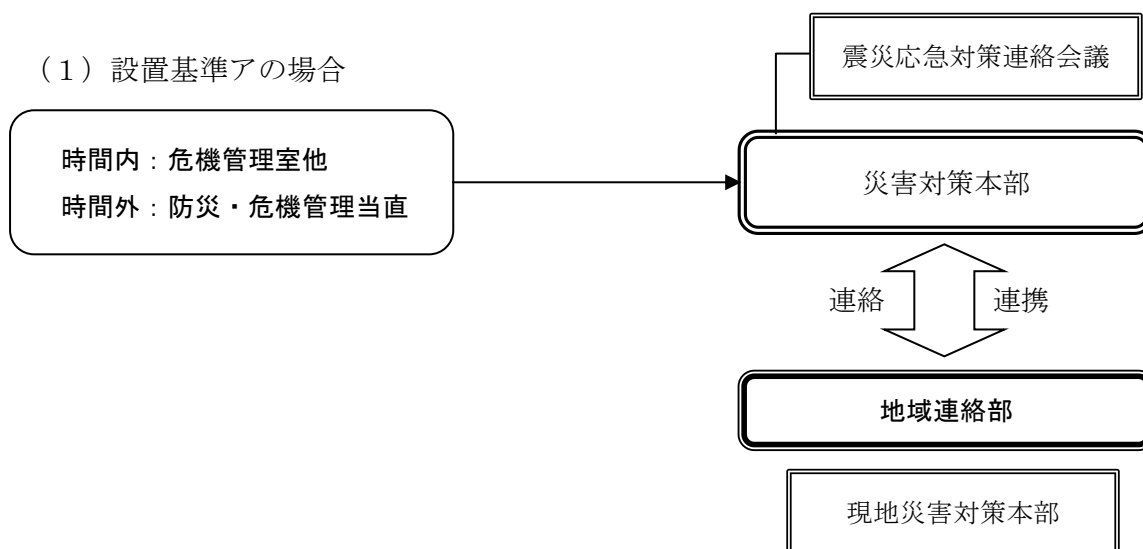 震災応急対策連絡会議
（１）設置基準アの場合
時間内：危機管理室他
時間外：防災・危機管理当直
災害対策本部
連絡
連携
地域連絡部
現地災害対策本部